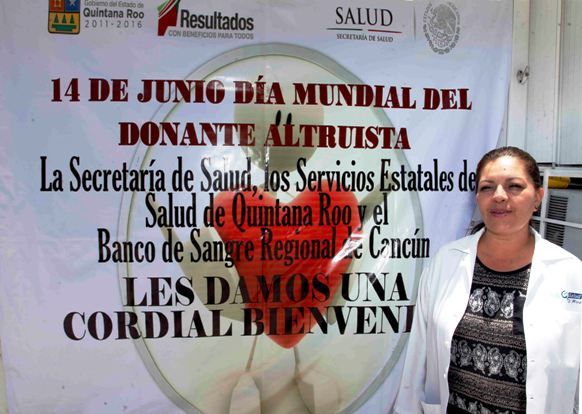 Gobierno del Estado de
Quintana Roo
2011 - 2016
Resultados
CON BENEFICIOS PARA TODOS
SALUD
SECRETARÍA DE SALUD
14 DE JUNIO DÍA MUNDIAL DEL
DONANTE ALTRUISTA
La Secretaría de Salud, los Servicios Estatales de
Salud de Quintana Roo y el
Banco de Sangre Regional de Cancún
LES DAMOS UNA
CORDIAL BIENVENI